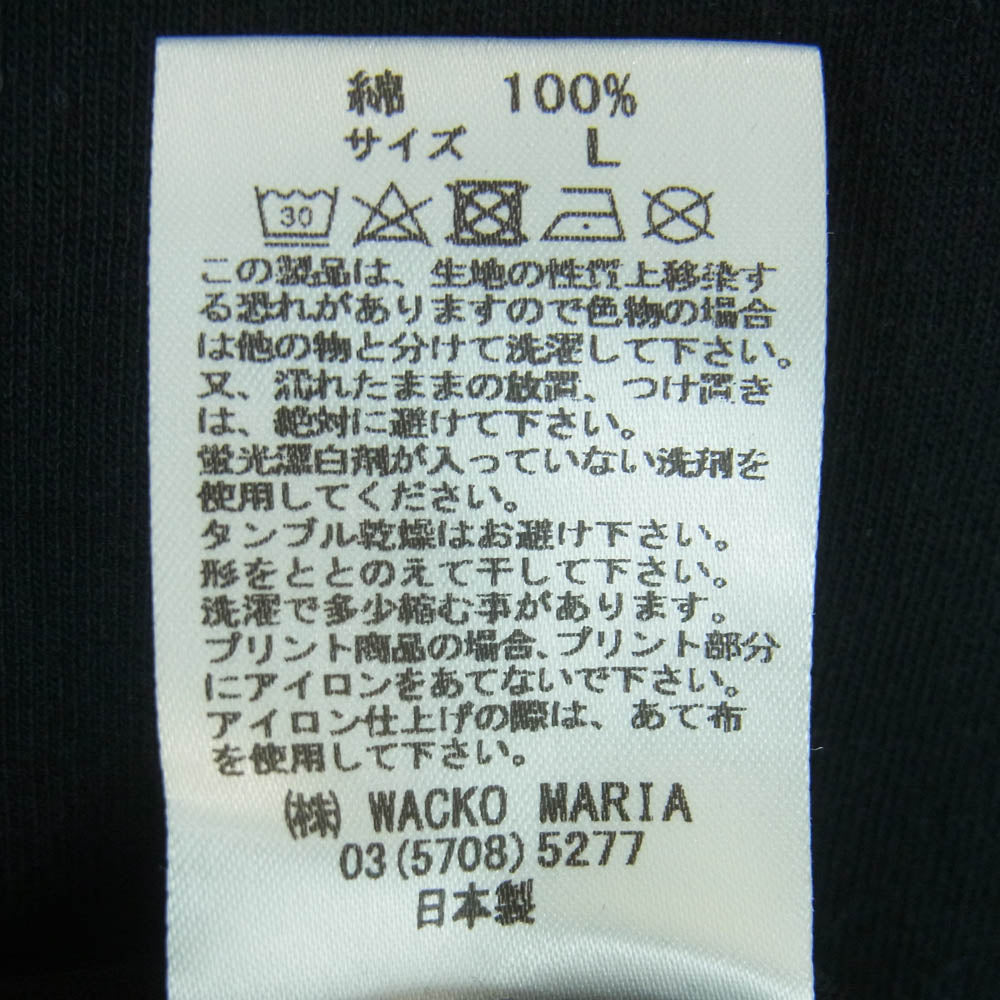 綿 100%
サイズ L
30
この製品は、生地の性質上移染す
る恐れがありますので色物の場合
は他の物と分けて洗濯して下さい。
又、濡れたままの放置、つけ置き
は、絶対に避けて下さい。
蛍光漂白剤が入っていない洗剤を
使用してください。
タンブル乾燥はお避け下さい。
形をととのえて干して下さい。
洗濯で多少縮む事があります。
プリント商品の場合、プリント部分
にアイロンをあてないで下さい。
アイロン仕上げの際は、あて布
を使用して下さい。
㈱ WACKO MARIA
03(5708)5277
日本製